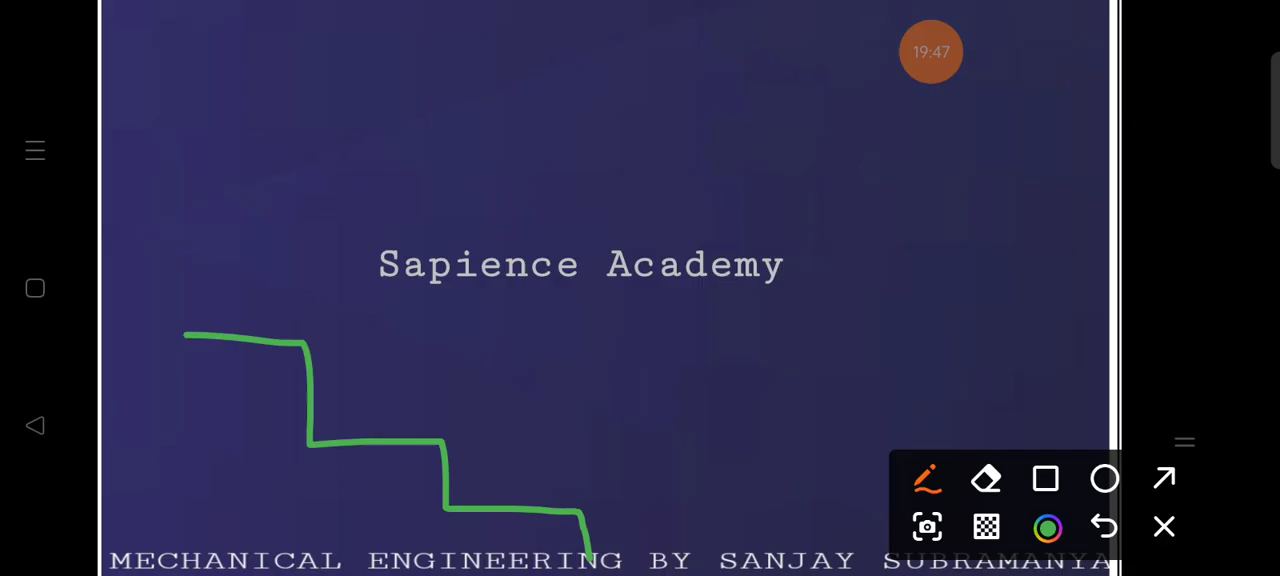 19:47
Sapience Academy
MECHANICAL ENGINEERING BY SANJAY SUBRAMANYA